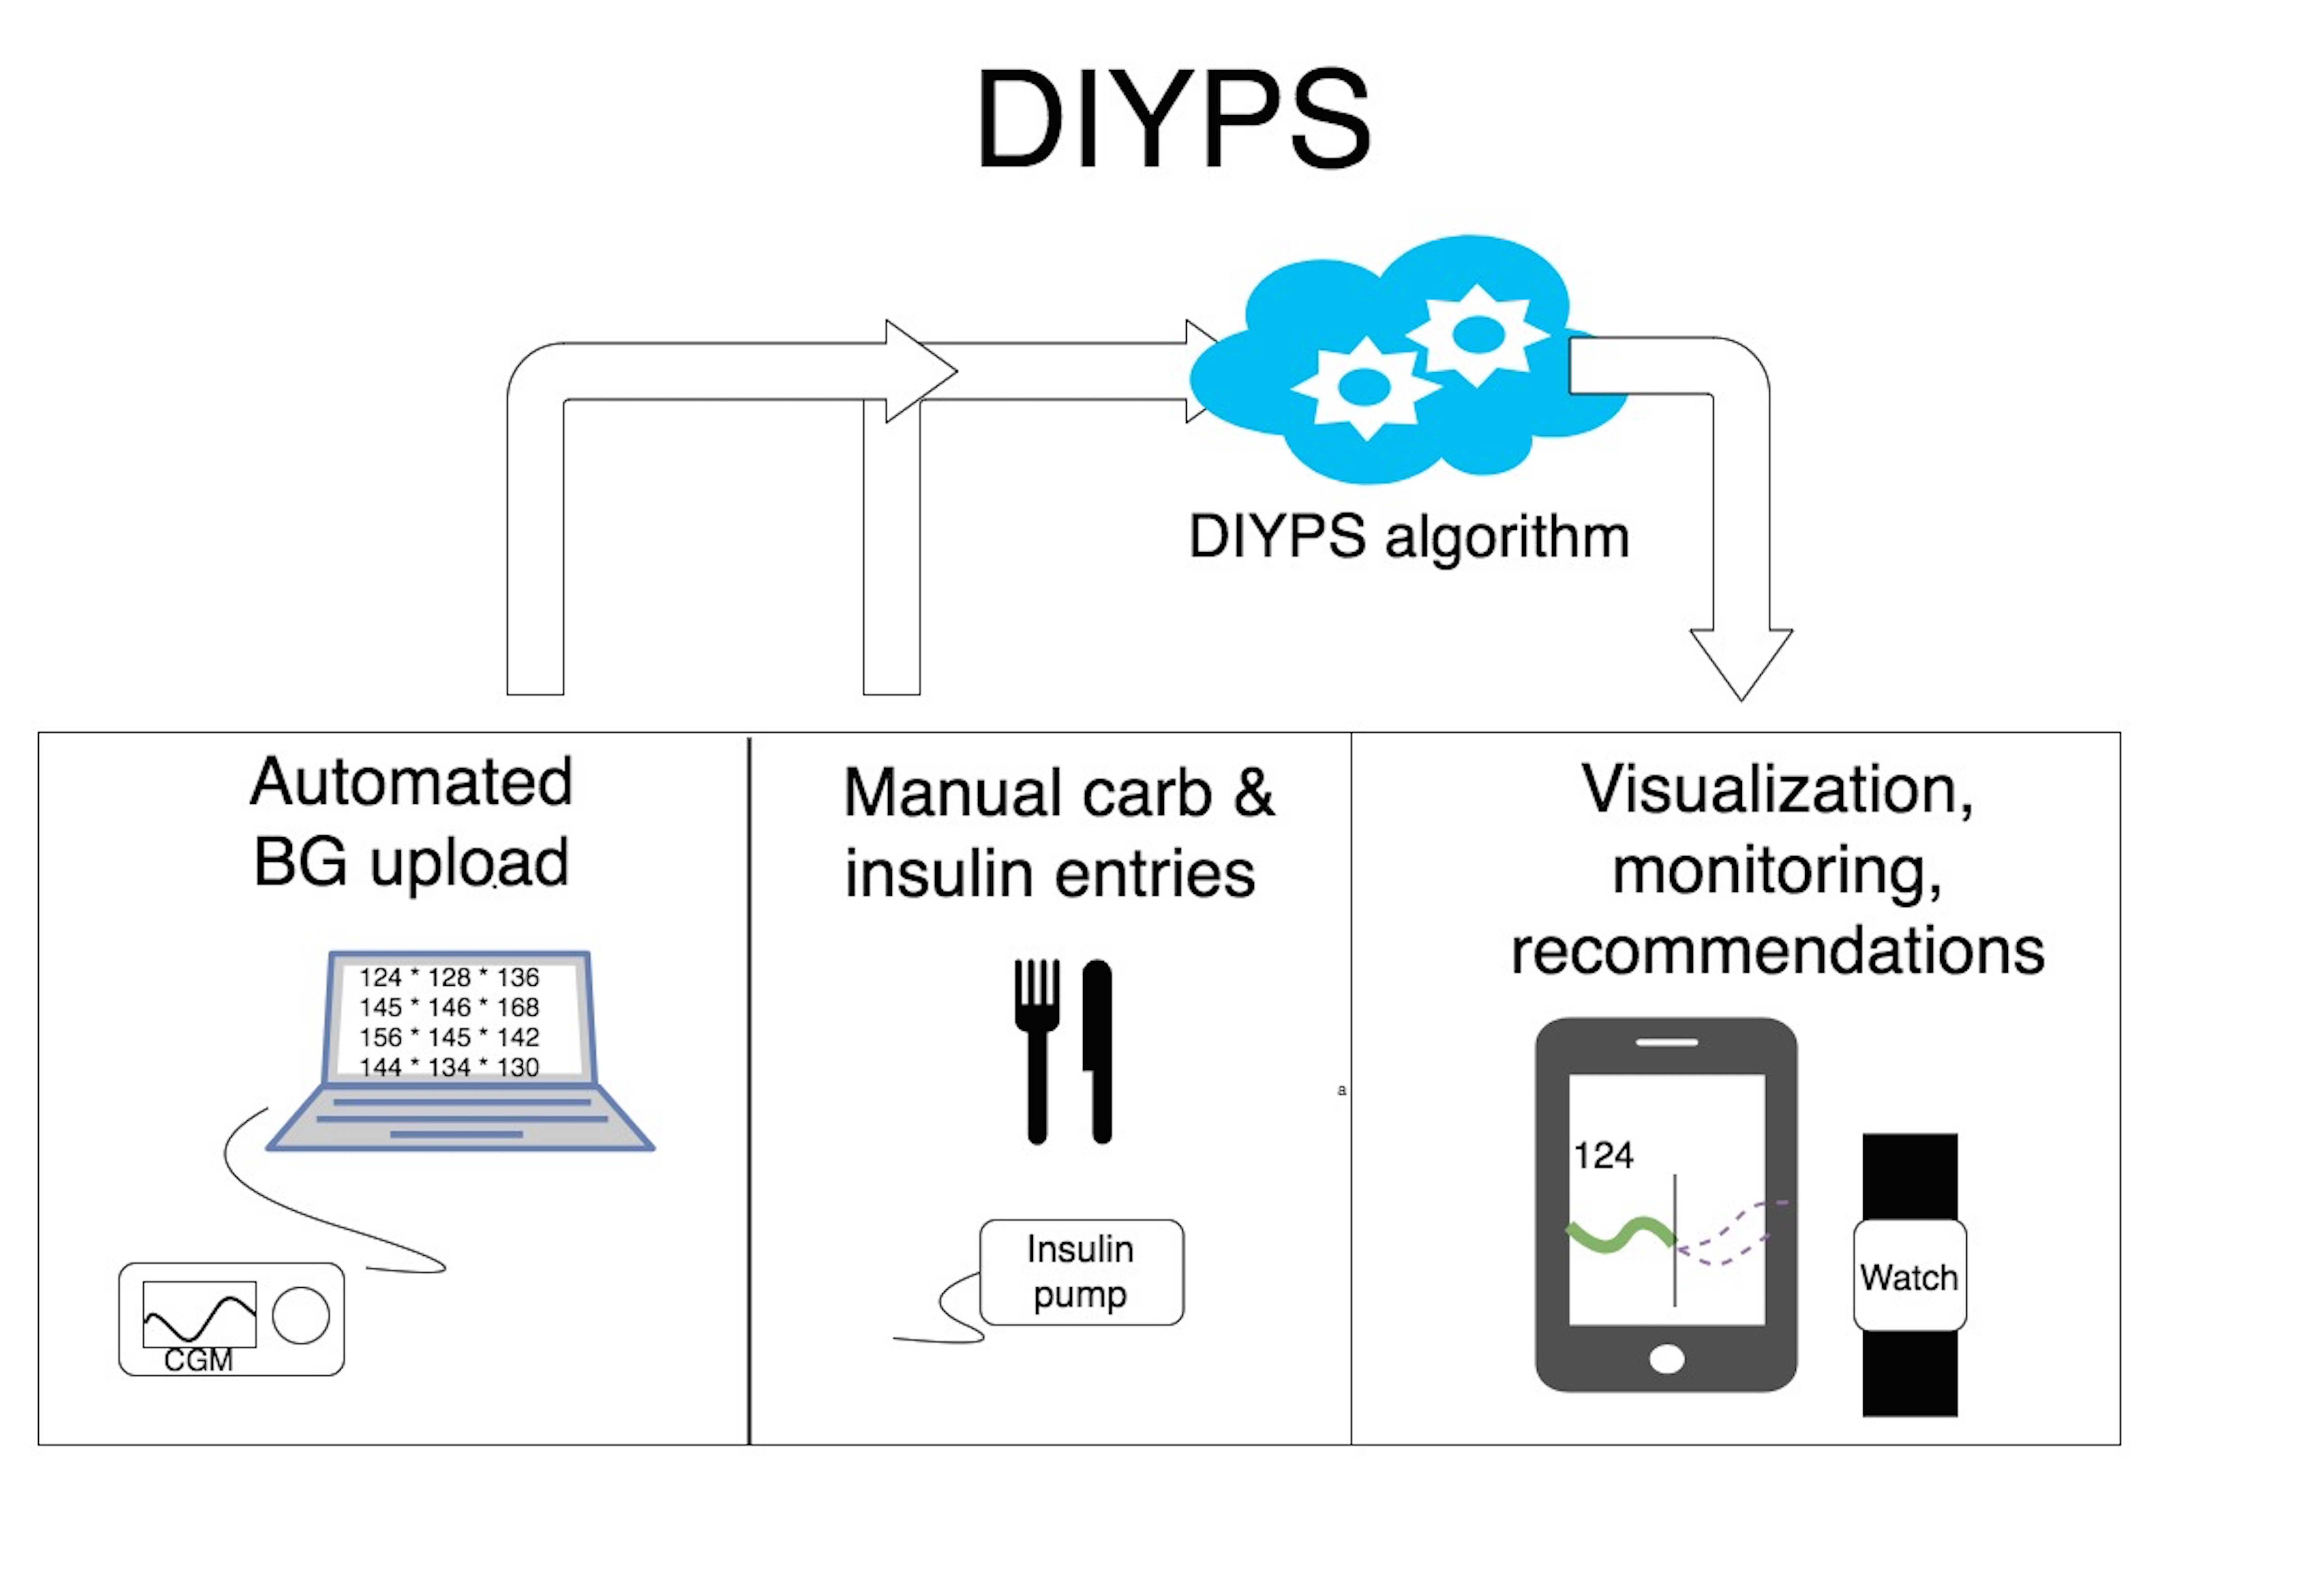 DIYPS
DIYPS algorithm
Automated
BG upload
124 * 128 * 136
145 * 146 * 168
156 * 145 * 142
144 * 134 * 130
CGM
Manual carb &
insulin entries
a
Insulin
pump
Visualization,
monitoring,
recommendations
124
Watch